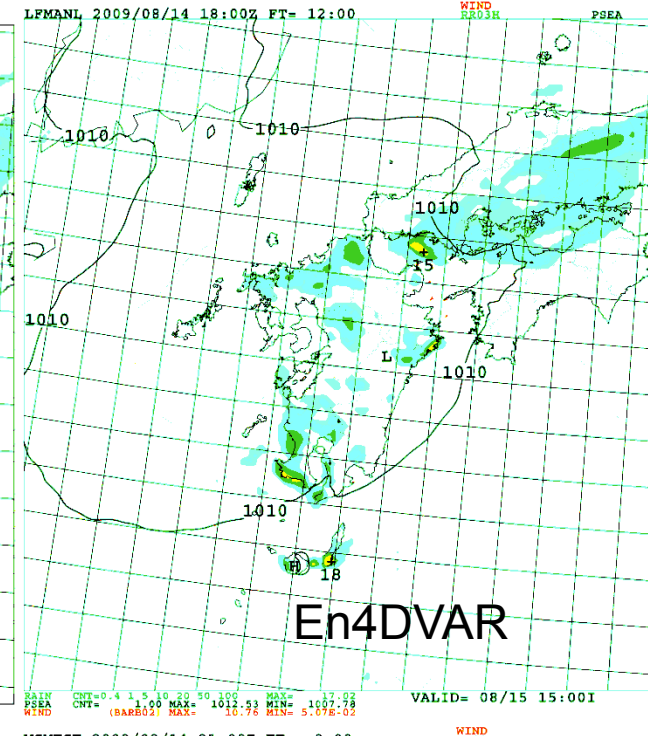 WIND
LFMANL 2009/08/14 18:00Z FT= 12:00
RR03H
PSEA
1010
1010
1010
15
1010
L
1010
1010
H
18
En4DVAR
RAIN CNT=0.4 1 5 10 20 50 100 MAX= 17.02
PSEA CNT= 1.00 MAX= 1012.53 MIN= 1007.78
WIND (BARB02) MAX= 10.76 MIN= 5.07E-02
VALID= 08/15 15:00I
WIND